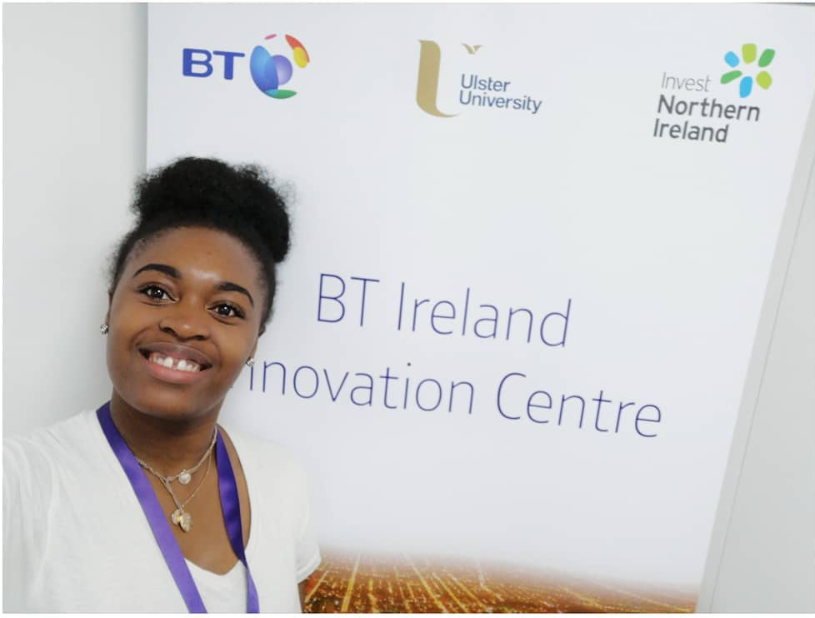 BT
Ulster
University
Invest
Northern
Ireland
BT Ireland
nnovation Centre